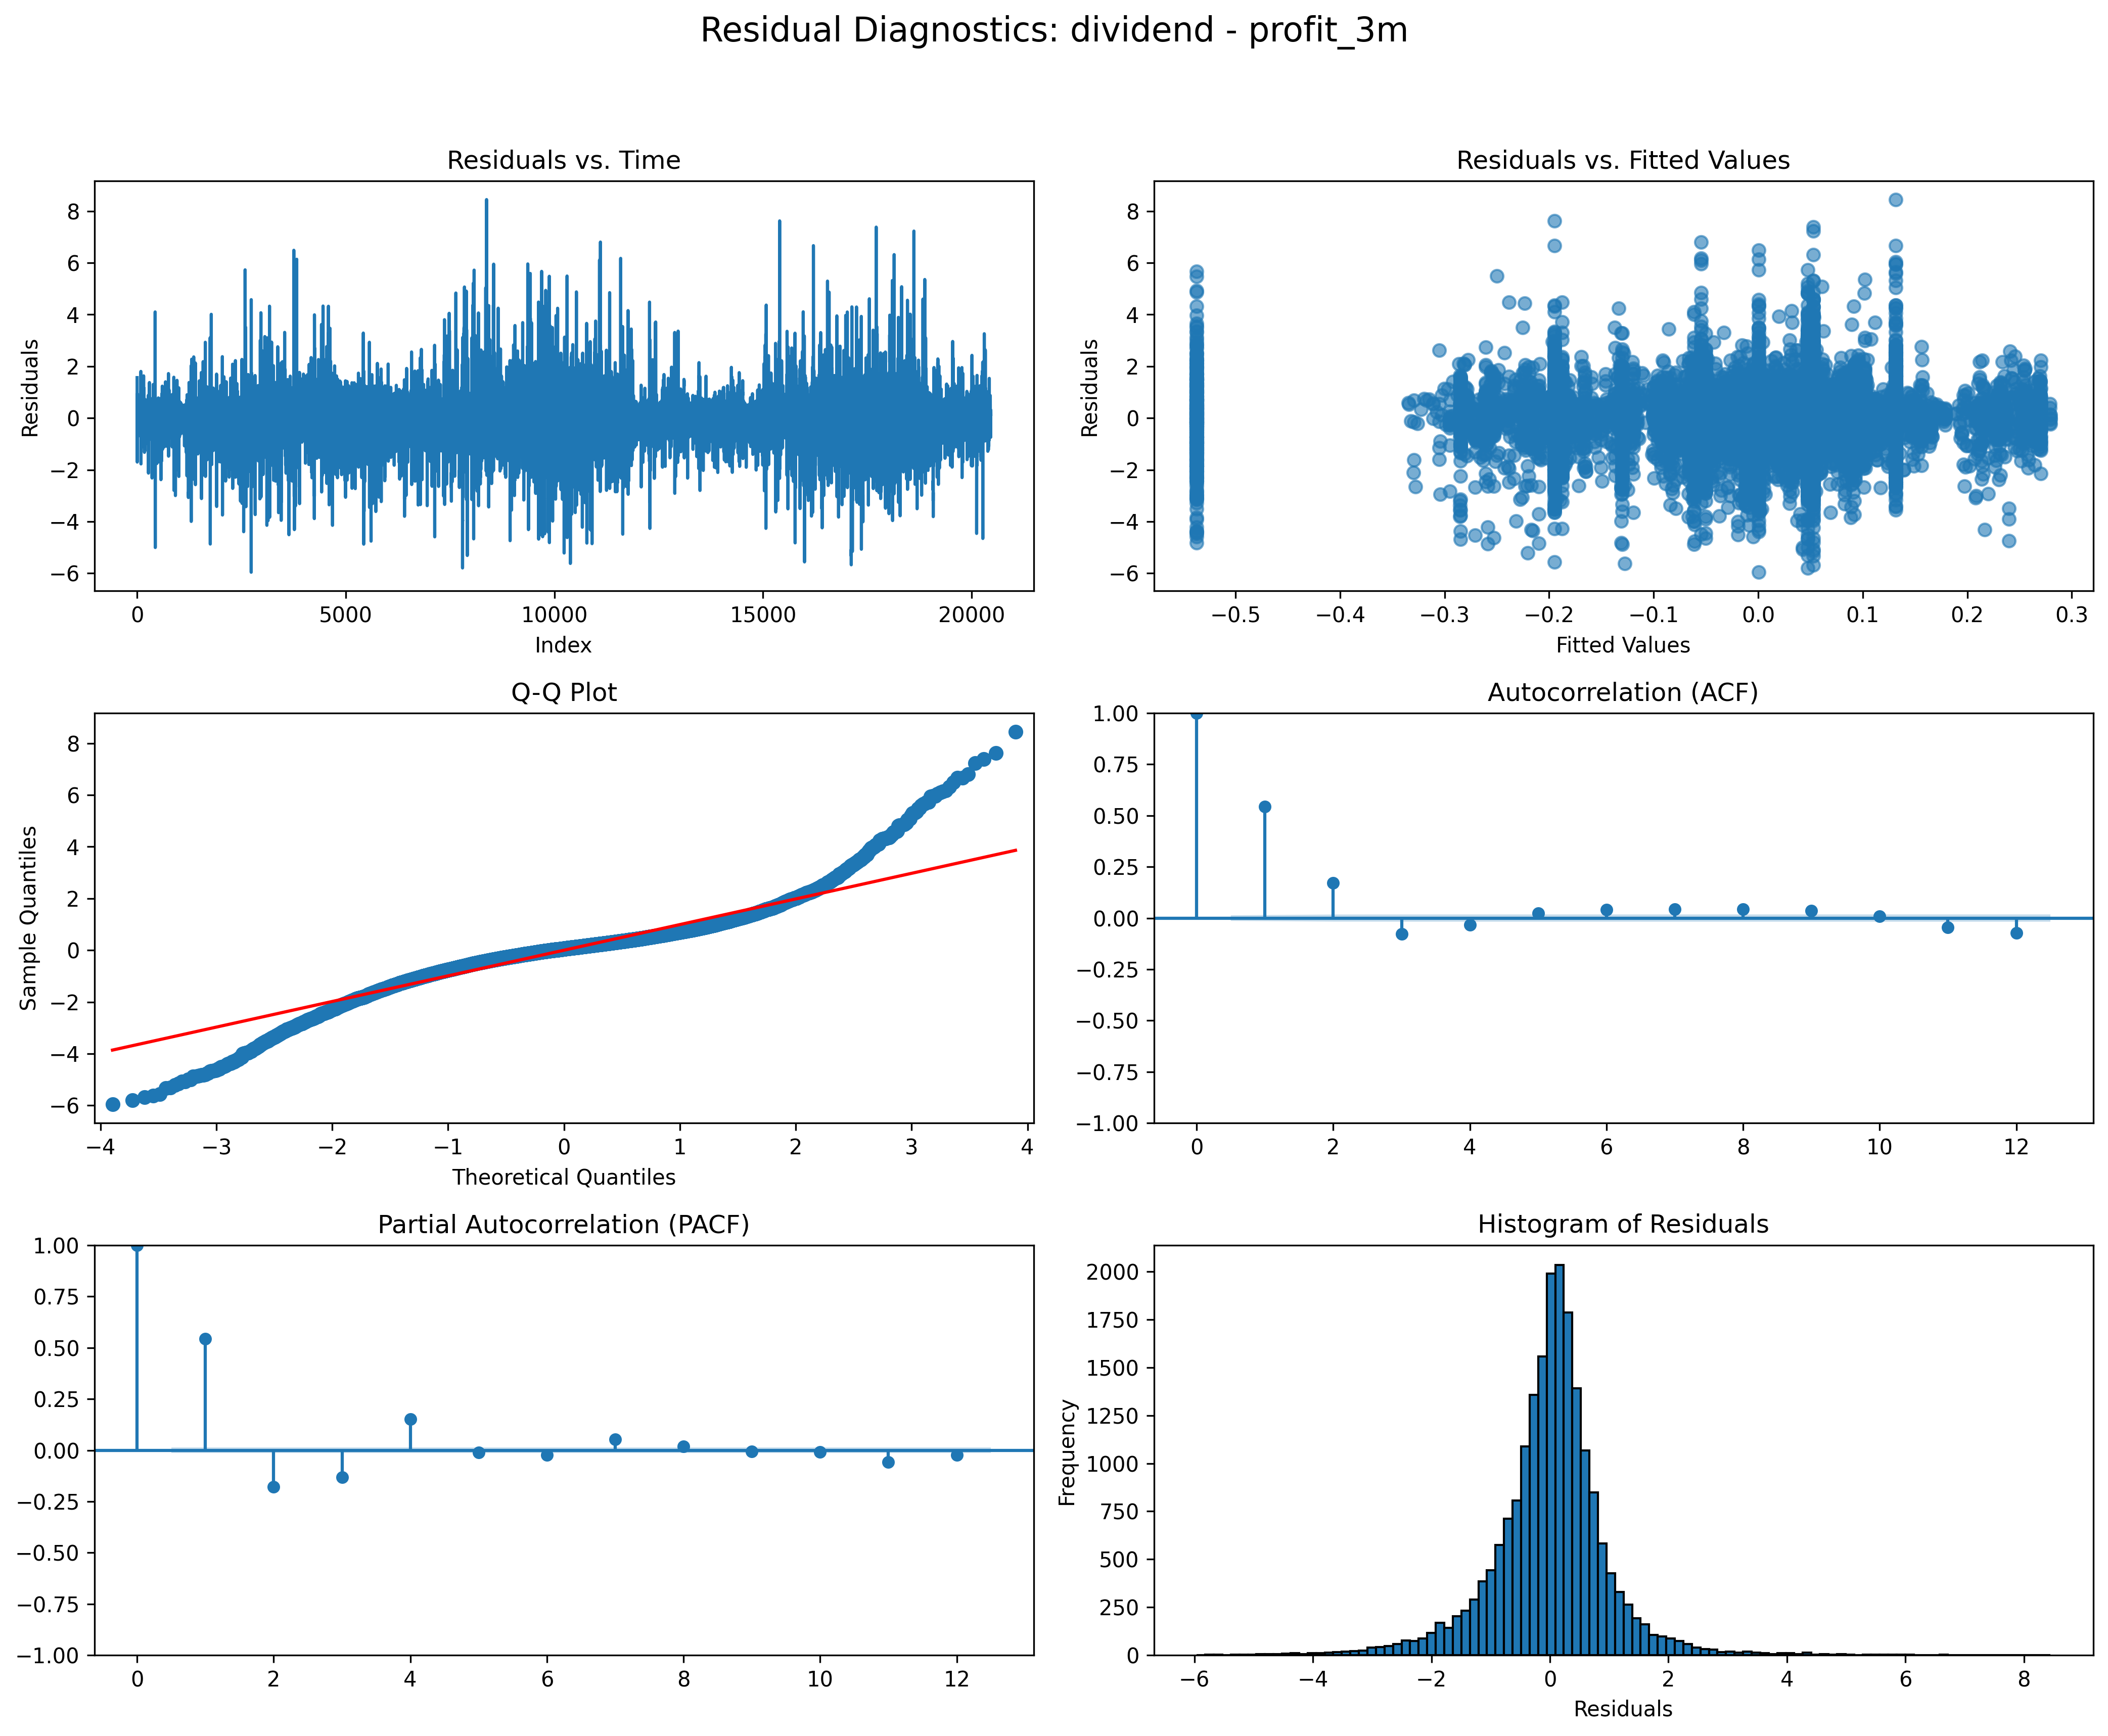 Residual Diagnostics: dividend - profit_3m
Residuals vs. Time
Residuals
8
6
4
2
0
−2
−4
−6
0 5000 10000 15000 20000
Index
Residuals vs. Fitted Values
Residuals
8
6
4
2
0
−2
−4
−6
−0.5 −0.4 −0.3 −0.2 −0.1 0.0 0.1 0.2 0.3
Fitted Values
Q-Q Plot
Sample Quantiles
8
6
4
2
0
−2
−4
−6
−4 −3 −2 −1 0 1 2 3 4
Theoretical Quantiles
Autocorrelation (ACF)
1.00
0.75
0.50
0.25
0.00
−0.25
−0.50
−0.75
−1.00
0 2 4 6 8 10 12
Partial Autocorrelation (PACF)
1.00
0.75
0.50
0.25
0.00
−0.25
−0.50
−0.75
−1.00
0 2 4 6 8 10 12
Histogram of Residuals
Frequency
2000
1750
1500
1250
1000
750
500
250
0
−6 −4 −2 0 2 4 6 8
Residuals